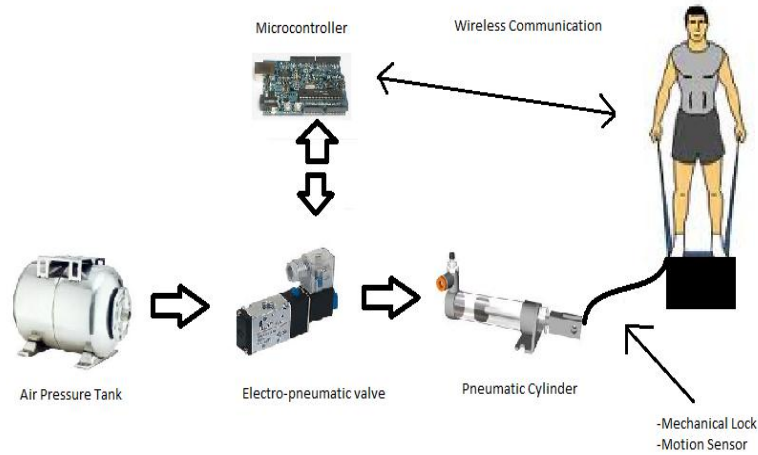 Microcontroller
Wireless Communication
Air Pressure Tank
Electro-pneumatic valve
Pneumatic Cylinder
-Mechanical Lock
-Motion Sensor